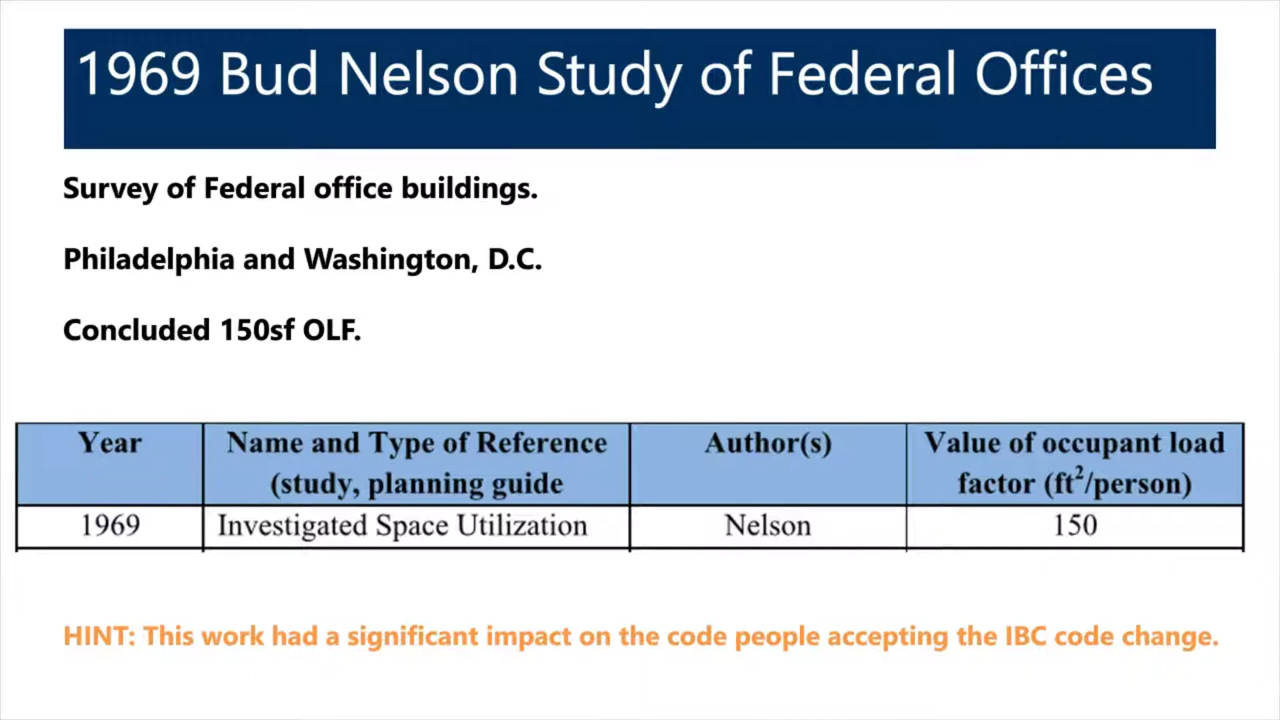 1969 Bud Nelson Study of Federal Offices
Survey of Federal office buildings.
Philadelphia and Washington, D.C.
Concluded 150sf OLF.
Year Name and Type of Reference Author(s) Value of occupant load
(study, planning guide factor (ft²/person)
1969 Investigated Space Utilization Nelson 150
HINT: This work had a significant impact on the code people accepting the IBC code change.